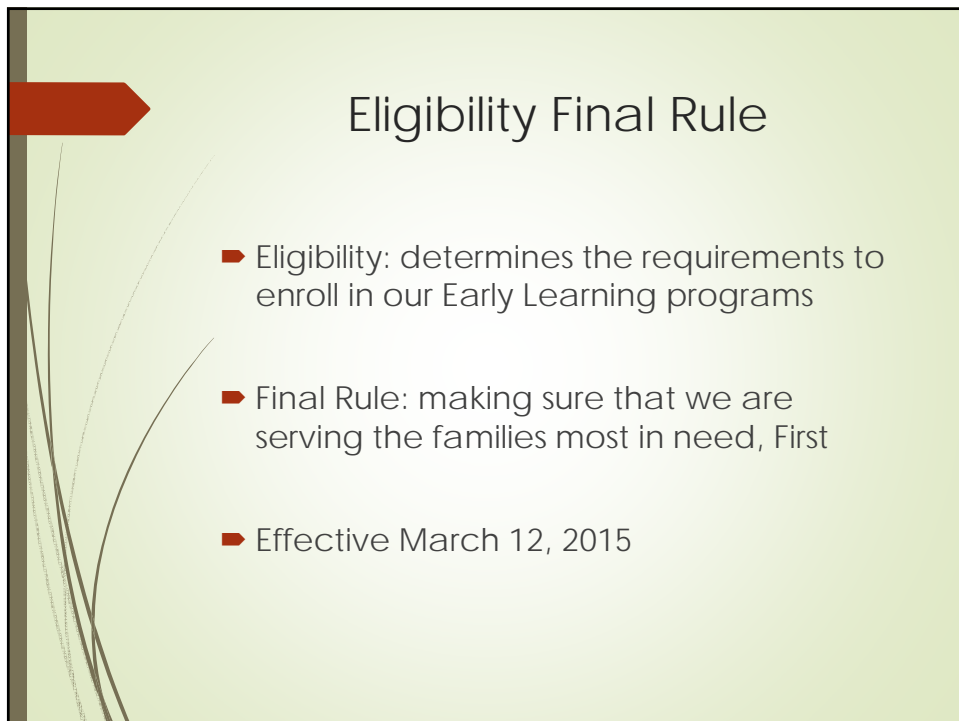 Eligibility Final Rule
Eligibility: determines the requirements to
enroll in our Early Learning programs
Final Rule: making sure that we are
serving the families most in need, First
Effective March 12, 2015